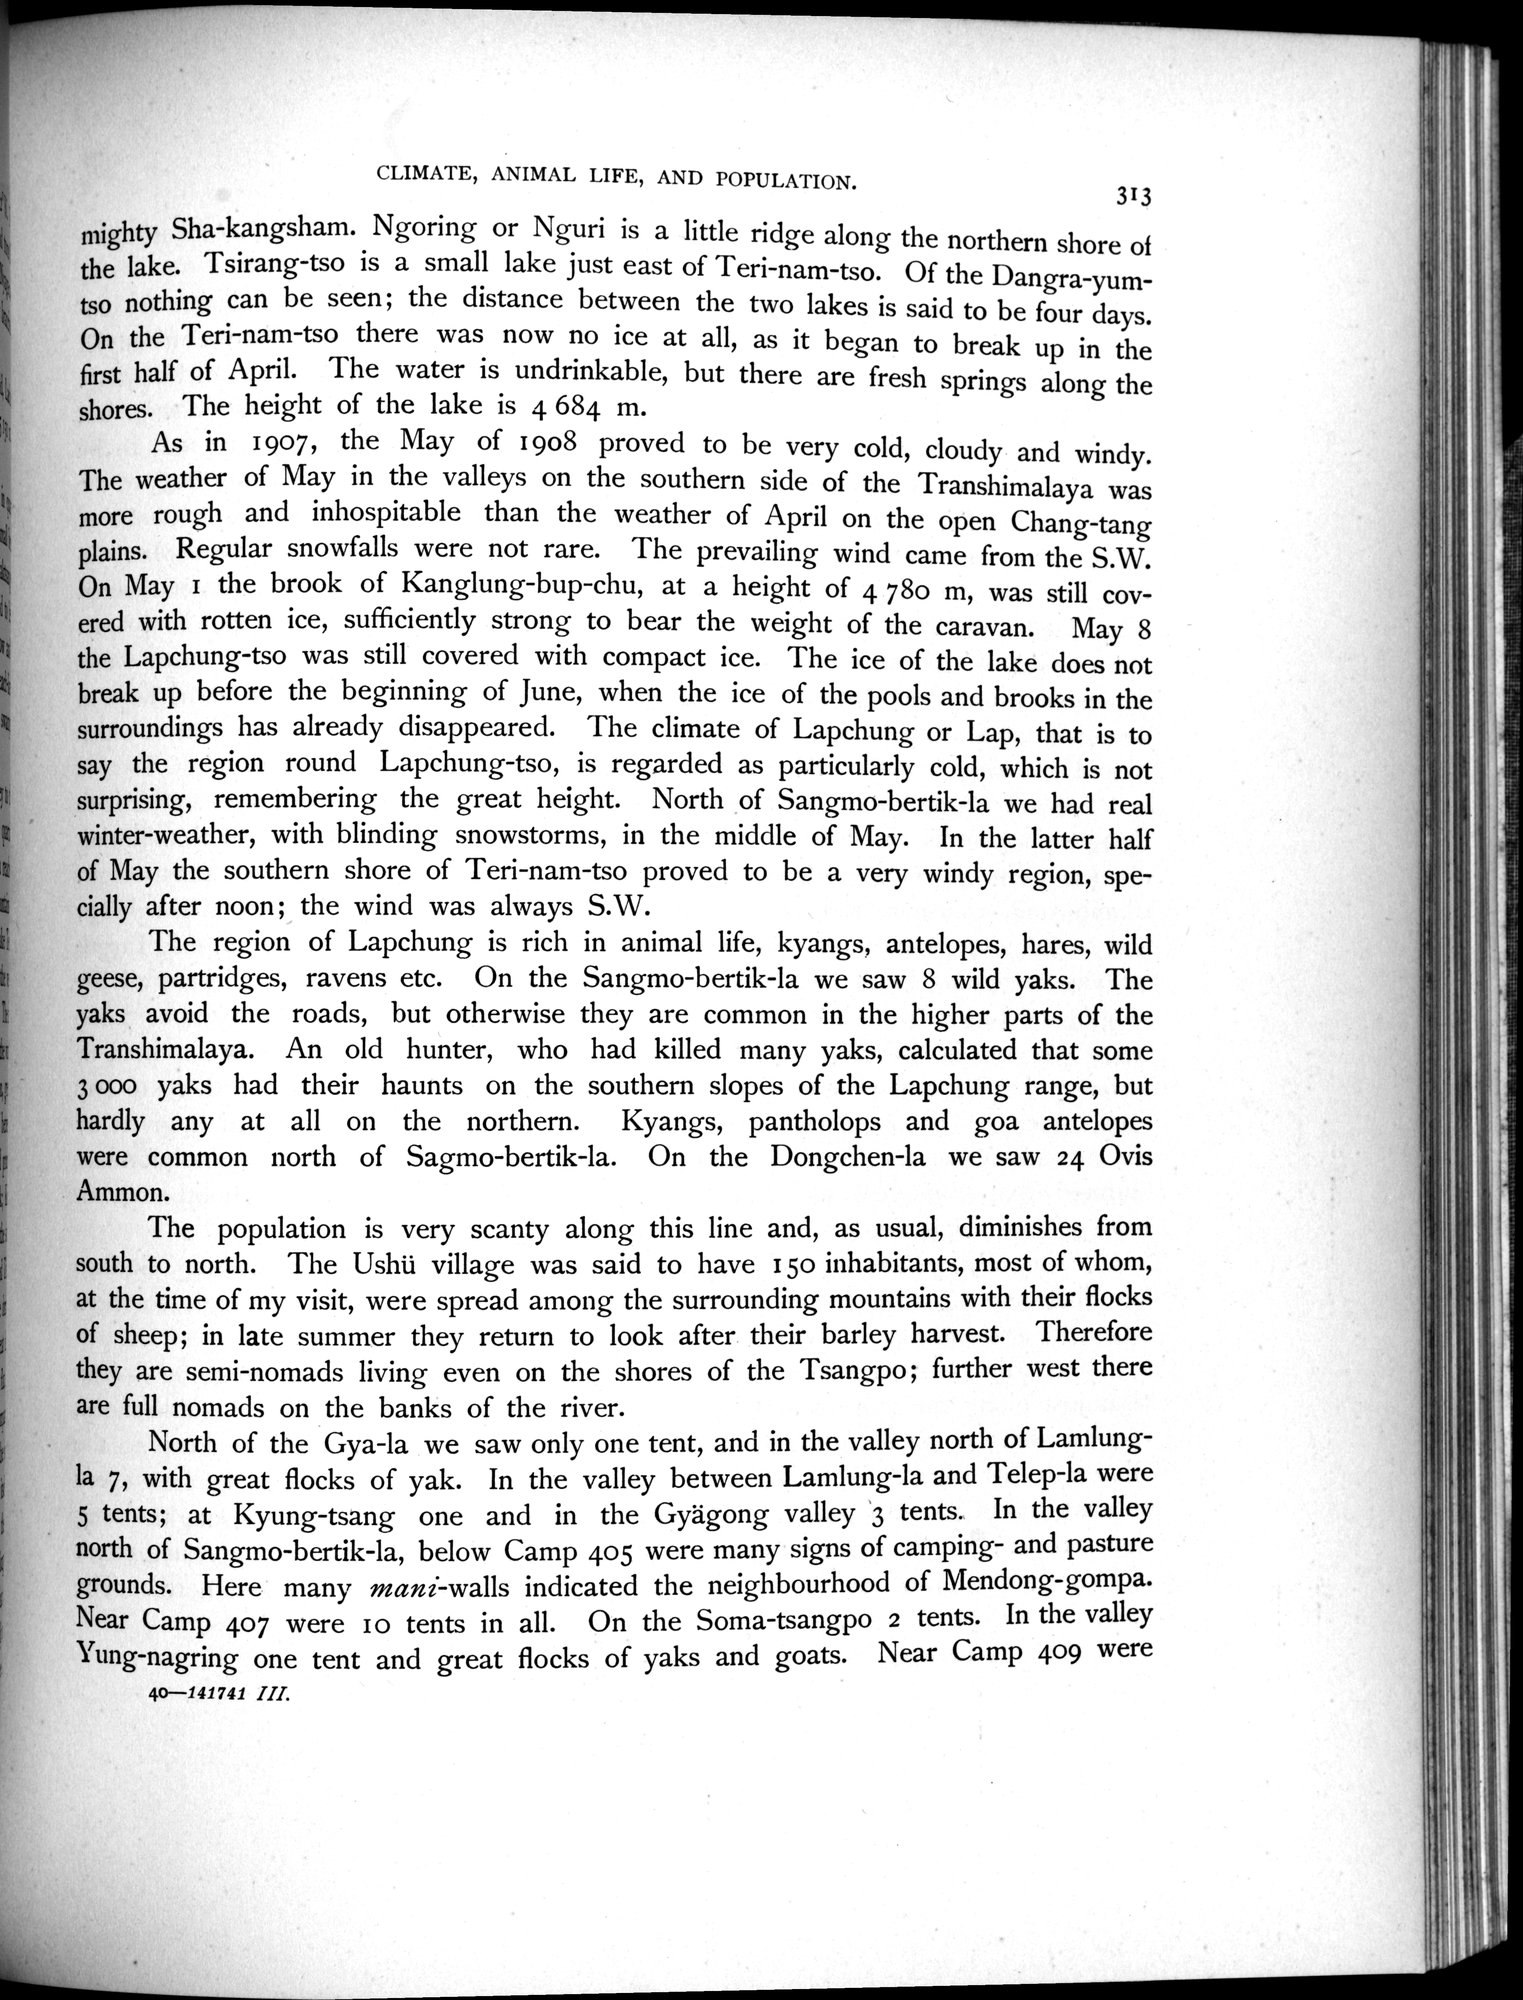 CLIMATE, ANIMAL LIFE, AND POPULATION.
313
mighty Sha-kangsham. Ngoring or Nguri is a little ridge along the northern shore of
the lake. Tsirang-tso is a small lake just east of Teri-nam-tso. Of the Dangra-yum-
tso nothing can be seen; the distance between the two lakes is said to be four days.
On the Teri-nam-tso there was now no ice at all, as it began to break up in the
first half of April. The water is undrinkable, but there are fresh springs along the
shores. The height of the lake is 4 684 m.
As in 1907, the May of 1908 proved to be very cold, cloudy and windy.
The weather of May in the valleys on the southern side of the Transhimalaya was
more rough and inhospitable than the weather of April on the open Chang-tang
plains. Regular snowfalls were not rare. The prevailing wind came from the S.W.
On May 1 the brook of Kanglung-bup-chu, at a height of 4 780 m, was still cov-
ered with rotten ice, sufficiently strong to bear the weight of the caravan. May 8
the Lapchung-tso was still covered with compact ice. The ice of the lake does not
break up before the beginning of June, when the ice of the pools and brooks in the
surroundings has already disappeared. The climate of Lapchung or Lap, that is to
say the region round Lapchung-tso, is regarded as particularly cold, which is not
surprising, remembering the great height. North of Sangmo-bertik-la we had real
winter-weather, with blinding snowstorms, in the middle of May. In the latter half
of May the southern shore of Teri-nam-tso proved to be a very windy region, spe-
cially after noon; the wind was always S.W.
The region of Lapchung is rich in animal life, kyangs, antelopes, hares, wild
geese, partridges, ravens etc. On the Sangmo-bertik-la we saw 8 wild yaks. The
yaks avoid the roads, but otherwise they are common in the higher parts of the
Transhimalaya. An old hunter, who had killed many yaks, calculated that some
3 000 yaks had their haunts on the southern slopes of the Lapchung range, but
hardly any at all on the northern. Kyangs, pantholops and goa antelopes
were common north of Sagmo-bertik-la. On the Dongchen-la we saw 24 Ovis
Ammon.
The population is very scanty along this line and, as usual, diminishes from
south to north. The Ushü village was said to have 150 inhabitants, most of whom,
at the time of my visit, were spread among the surrounding mountains with their flocks
of sheep; in late summer they return to look after their barley harvest. Therefore
they are semi-nomads living even on the shores of the Tsangpo; further west there
are full nomads on the banks of the river.
North of the Gya-la we saw only one tent, and in the valley north of Lamlung-
la 7, with great flocks of yak. In the valley between Lamlung-la and Telep-la were
5 tents; at Kyung-tsang one and in the Gyägong valley 3 tents. In the valley
north of Sangmo-bertik-la, below Camp 405 were many signs of camping- and pasture
grounds. Here many mani-walls indicated the neighbourhood of Mendong-gompa.
Near Camp 407 were 10 tents in all. On the Soma-tsangpo 2 tents. In the valley
Yung-nagring one tent and great flocks of yaks and goats. Near Camp 409 were
40—141741 III.